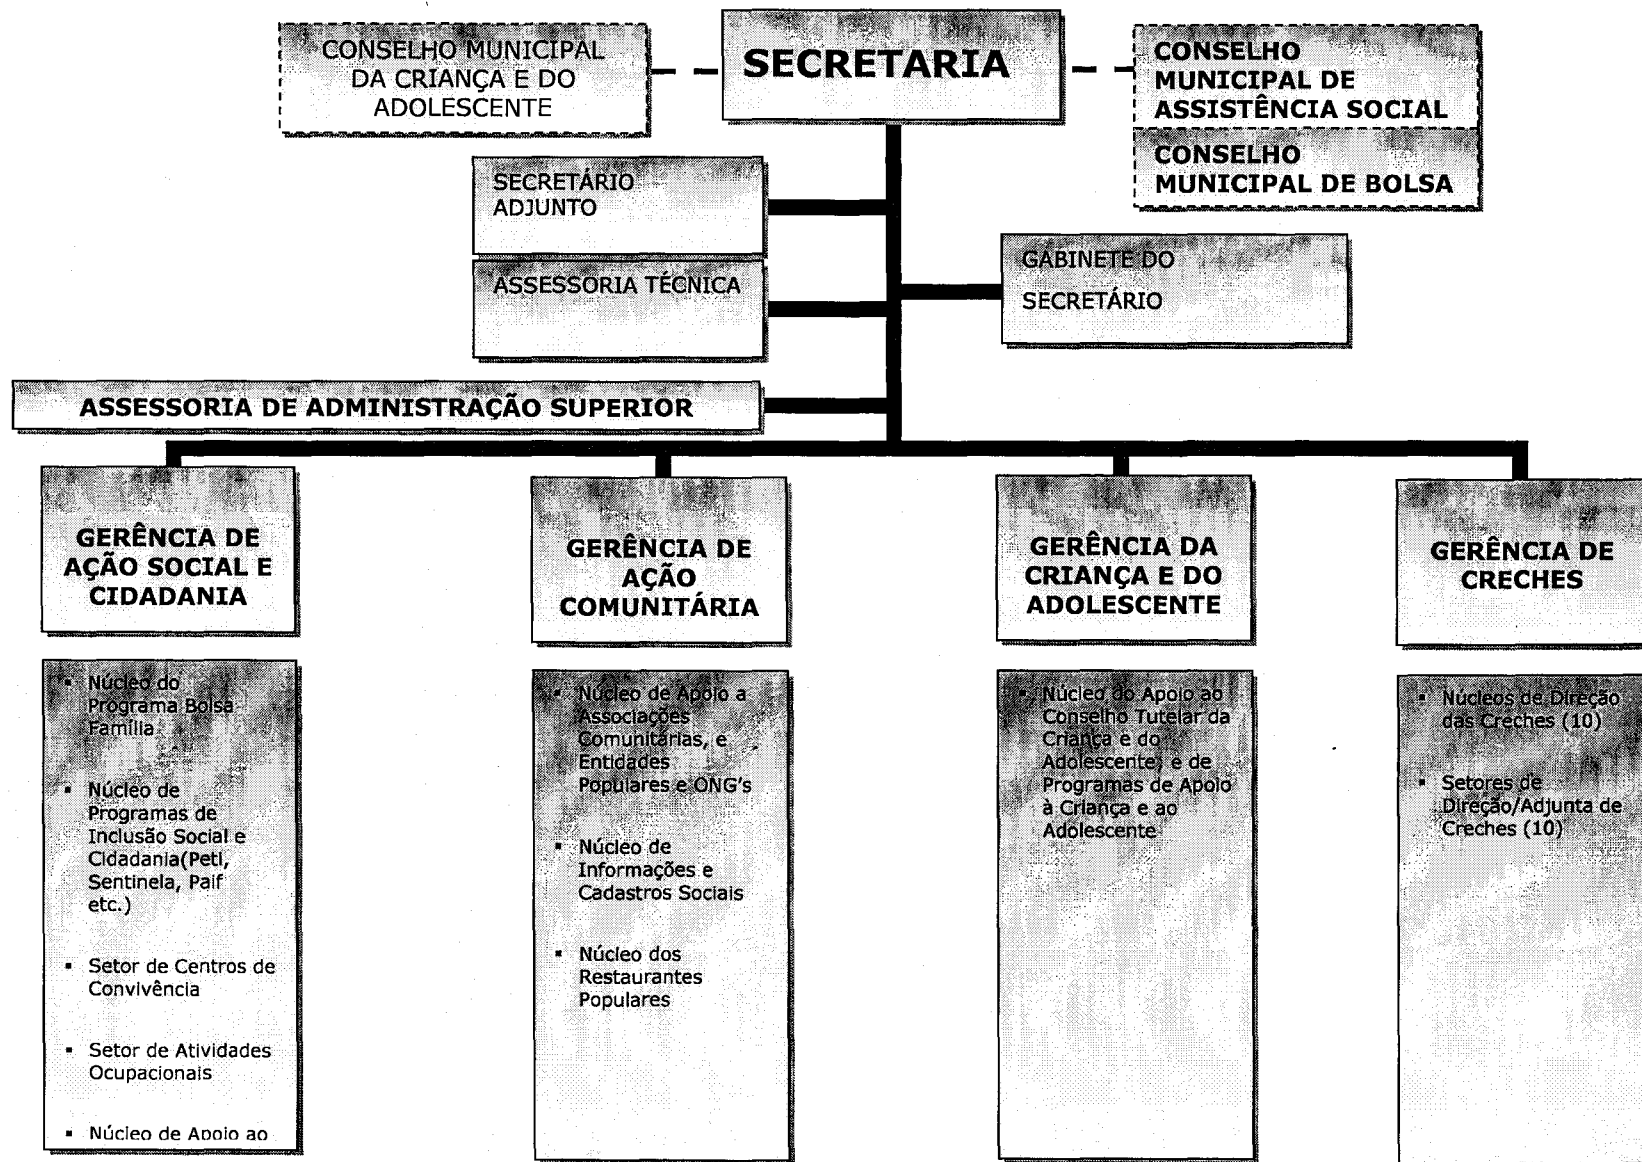 CONSELHO MUNICIPAL
DA CRIANÇA E DO
ADOLESCENTE
SECRETARIA
CONSELHO
MUNICIPAL DE
ASSISTÊNCIA SOCIAL
CONSELHO
MUNICIPAL DE BOLSA
SECRETÁRIO
ADJUNTO
ASSESSORIA TÉCNICA
GABINETE DO
SECRETÁRIO
ASSESSORIA DE ADMINISTRAÇÃO SUPERIOR
GERÊNCIA DE
AÇÃO SOCIAL E
CIDADANIA
GERÊNCIA DE
AÇÃO
COMUNITÁRIA
GERÊNCIA DA
CRIANÇA E DO
ADOLESCENTE
GERÊNCIA DE
CRECHES
▪ Núcleo do
Programa Bolsa
Família
▪ Núcleo de
Programas de
Inclusão Social e
Cidadania(Peti,
Sentinela, Paif
etc.)
▪ Setor de Centros de
Convivência
▪ Setor de Atividades
Ocupacionais
▪ Núcleo de Apoio ao
▪ Núcleo de Apoio a
Associações
Comunitárias, e
Entidades
Populares e ONG's
▪ Núcleo de
Informações e
Cadastros Sociais
▪ Núcleo dos
Restaurantes
Populares
▪ Núcleo do Apoio ao
Conselho Tutelar da
Criança e do
Adolescente) e de
Programas de Apoio
à Criança e ao
Adolescente
▪ Núcleos de Direção
das Creches (10)
▪ Setores de
Direção/Adjunta de
Creches (10)